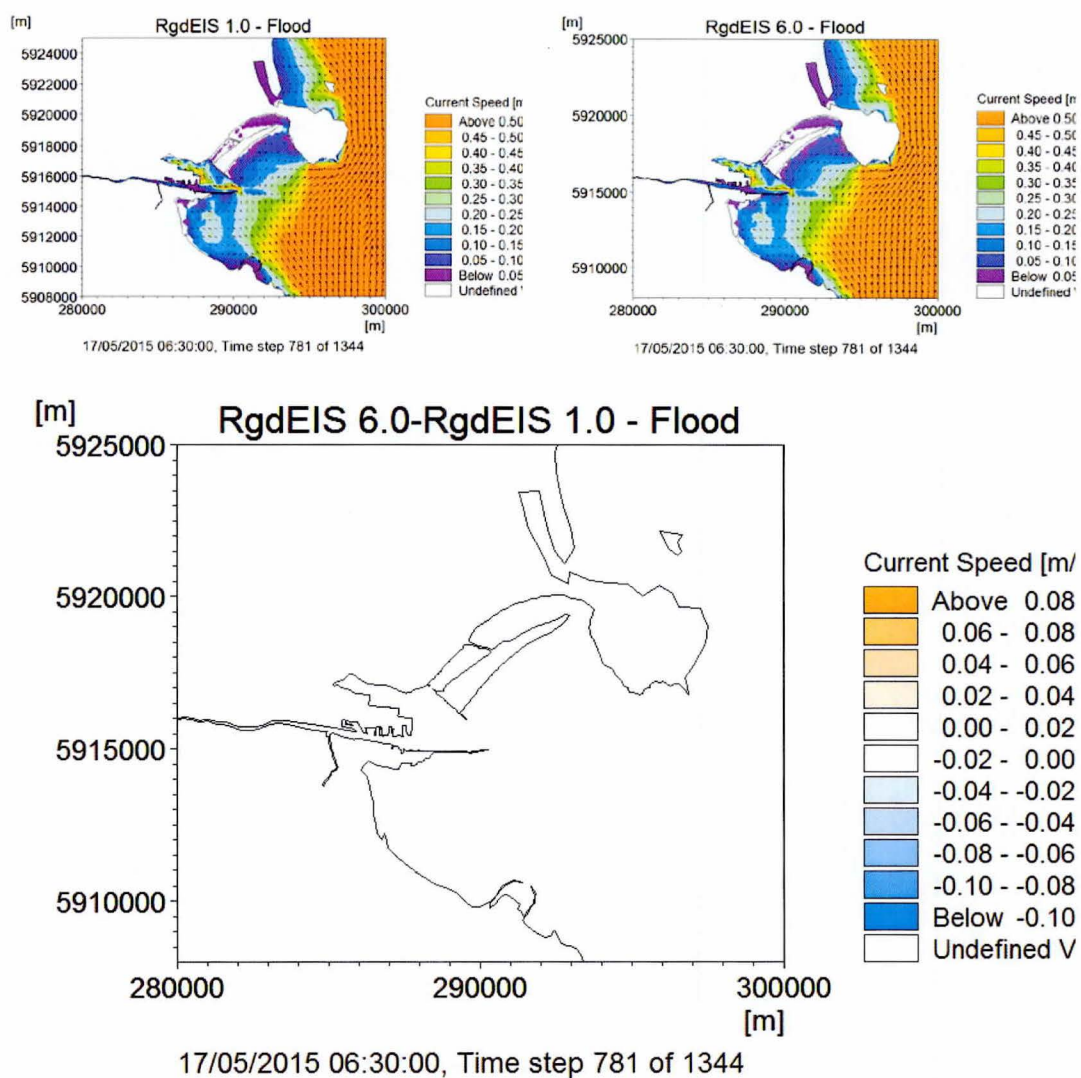 [m]
RgdEIS 1.0 - Flood
5924000
5922000
5920000
5918000
5916000
5914000
5912000
5910000
5908000
280000
290000
300000
[m]
17/05/2015 06:30:00, Time step 781 of 1344
Current Speed [m
Above 0.50
0.45 - 0.50
0.40 - 0.45
0.35 - 0.40
0.30 - 0.35
0.25 - 0.30
0.20 - 0.25
0.15 - 0.20
0.10 - 0.15
0.05 - 0.10
Below 0.05
Undefined V
[m]
RgdEIS 6.0 - Flood
5925000
5920000
5915000
5910000
280000
290000
300000
[m]
17/05/2015 06:30:00, Time step 781 of 1344
Current Speed [m
Above 0.50
0.45 - 0.50
0.40 - 0.45
0.35 - 0.40
0.30 - 0.35
0.25 - 0.30
0.20 - 0.25
0.15 - 0.20
0.10 - 0.15
0.05 - 0.10
Below 0.05
Undefined V
[m]
RgdEIS 6.0-RgdEIS 1.0 - Flood
5925000
5920000
5915000
5910000
280000
290000
300000
[m]
17/05/2015 06:30:00, Time step 781 of 1344
Current Speed [m/
Above 0.08
0.06 - 0.08
0.04 - 0.06
0.02 - 0.04
0.00 - 0.02
-0.02 - 0.00
-0.04 - -0.02
-0.06 - -0.04
-0.08 - -0.06
-0.10 - -0.08
Below -0.10
Undefined V